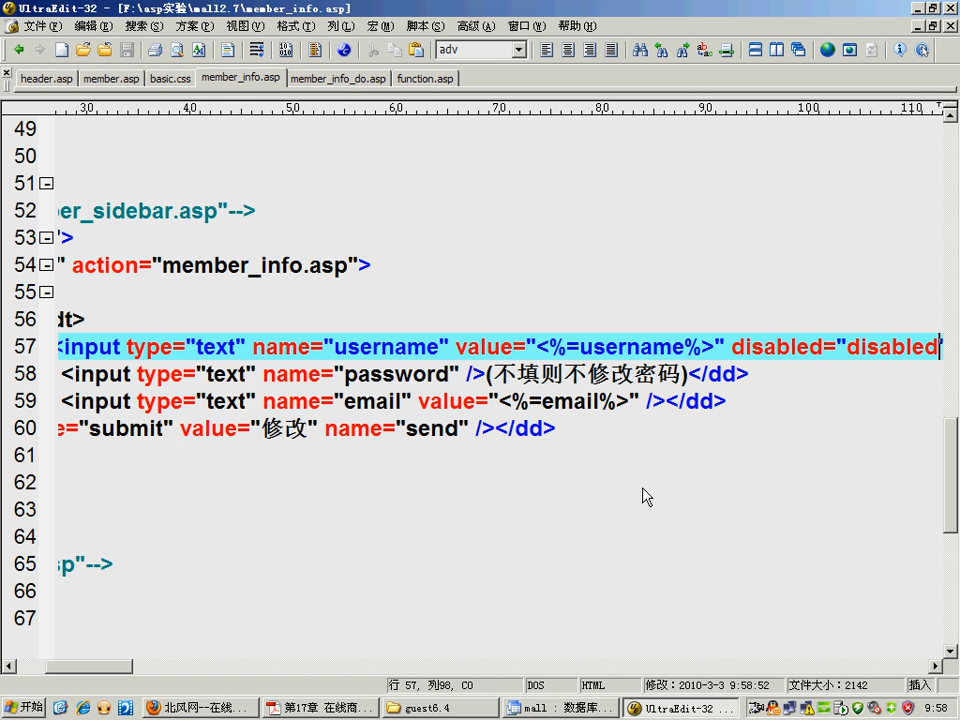 UltraEdit-32 - [F:\asp实验\mall2.7\member_info.asp]
文件(F) 编辑(E) 搜索(S) 方案(P) 视图(V) 格式(T) 列(L) 宏(M) 脚本(S) 高级(A) 窗口(W) 帮助(H)
adv
header.asp member.asp basic.css member_info.asp member_info_do.asp function.asp
30 40 50 60 70 80 90 100 110
49
50
51
52 ber_sidebar.asp"-->
53 ">
54 " action="member_info.asp">
55
56 dt>
57 <input type="text" name="username" value="<%=username%>" disabled="disabled"
58 <input type="text" name="password" />(不填则不修改密码)</dd>
59 <input type="text" name="email" value="<%=email%>" /></dd>
60 e="submit" value="修改" name="send" /></dd>
61
62
63
64
65 sp"-->
66
67
行 57, 列98, C0 DOS HTML 修改: 2010-3-3 9:58:52 文件大小: 2142 插入
开始 北风网--在线... 第17章 在线商... guest6.4 mall : 数据库... UltraEdit-32 ... 9:58